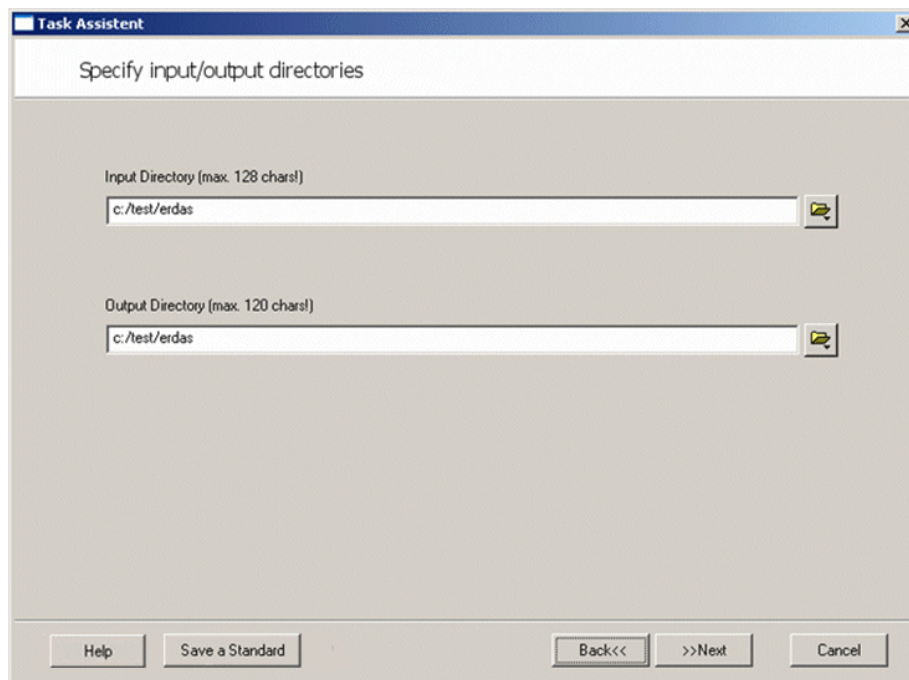 Task Assistent
Specify input/output directories
Input Directory (max. 128 chars!)
c:/test/erdas
Output Directory (max. 120 chars!)
c:/test/erdas
Help Save a Standard Back<< >>Next Cancel